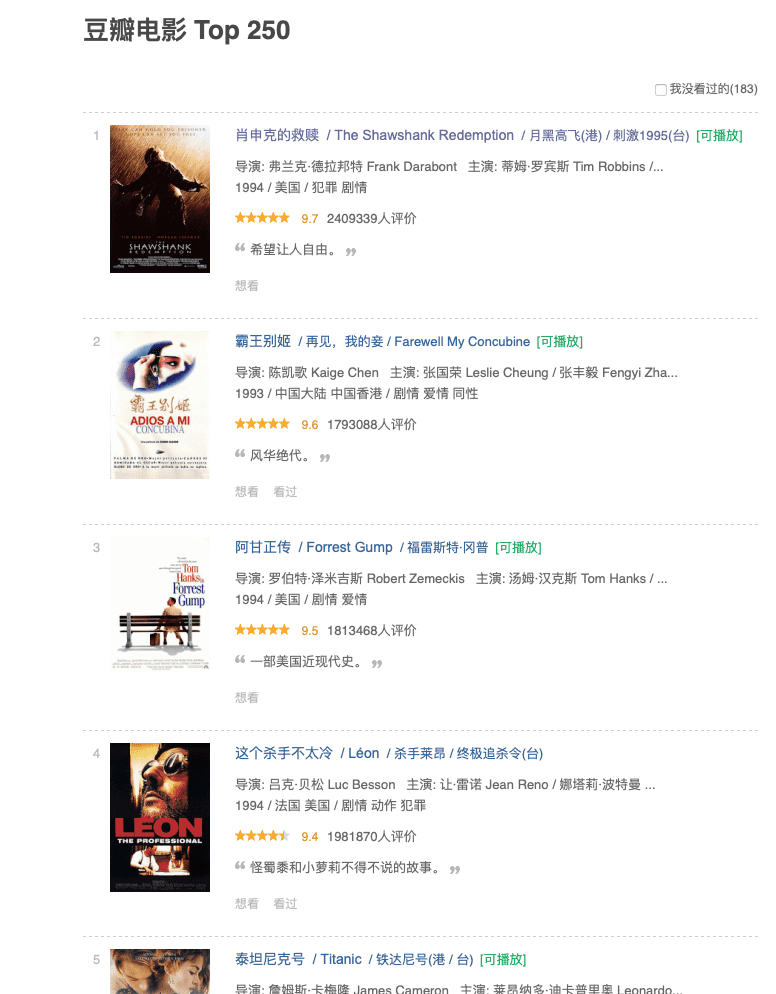 豆瓣电影 Top 250
我没看过的(183)
1
肖申克的救赎 / The Shawshank Redemption / 月黑高飞(港) / 刺激1995(台) [可播放]
导演: 弗兰克·德拉邦特 Frank Darabont 主演: 蒂姆·罗宾斯 Tim Robbins /...
1994 / 美国 / 犯罪 剧情
9.7 2409339人评价
“ 希望让人自由。 ”
想看
THE
SHAWSHANK
REDEMPTION
2
霸王别姬 / 再见，我的妾 / Farewell My Concubine [可播放]
导演: 陈凯歌 Kaige Chen 主演: 张国荣 Leslie Cheung / 张丰毅 Fengyi Zha...
1993 / 中国大陆 中国香港 / 剧情 爱情 同性
9.6 1793088人评价
“ 风华绝代。 ”
想看 看过
霸王别姬
ADIOS A MI
CONCUBINA
3
阿甘正传 / Forrest Gump / 福雷斯特·冈普 [可播放]
导演: 罗伯特·泽米吉斯 Robert Zemeckis 主演: 汤姆·汉克斯 Tom Hanks / ...
1994 / 美国 / 剧情 爱情
9.5 1813468人评价
“ 一部美国近现代史。 ”
想看
Tom
Hanks is
Forrest
Gump
4
这个杀手不太冷 / Léon / 杀手莱昂 / 终极追杀令(台)
导演: 吕克·贝松 Luc Besson 主演: 让·雷诺 Jean Reno / 娜塔莉·波特曼 ...
1994 / 法国 美国 / 剧情 动作 犯罪
9.4 1981870人评价
“ 怪蜀黍和小萝莉不得不说的故事。 ”
想看 看过
LEON
THE PROFESSIONAL
5
泰坦尼克号 / Titanic / 铁达尼号(港 / 台) [可播放]
导演: 詹姆斯·卡梅隆 James Cameron 主演: 莱昂纳多·迪卡普里奥 Leonardo...